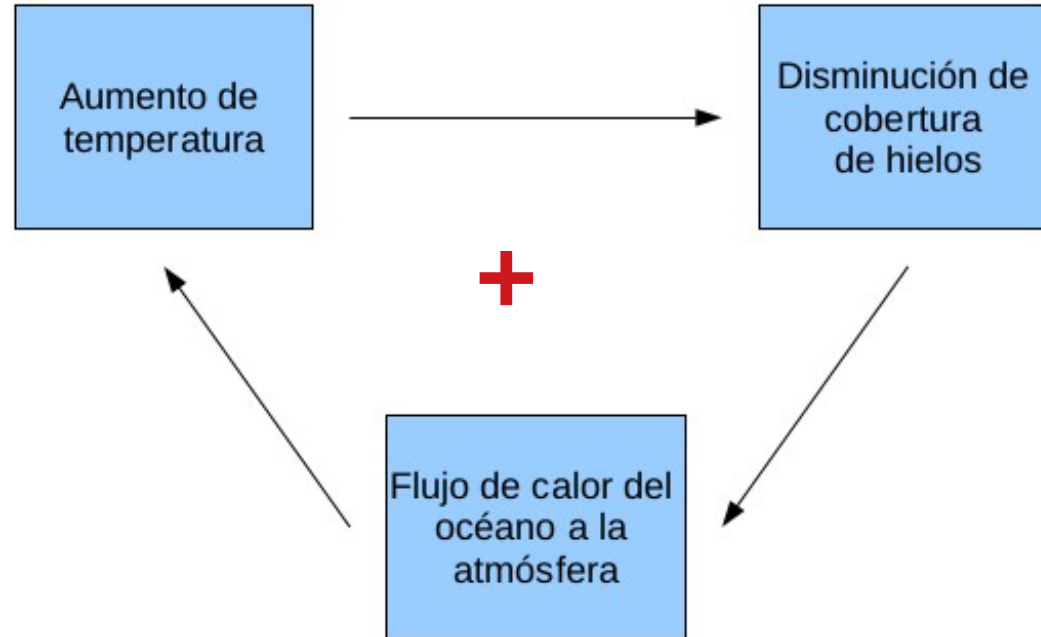 Aumento de
temperatura
Disminución de
cobertura
de hielos
+
Flujo de calor del
océano a la
atmósfera